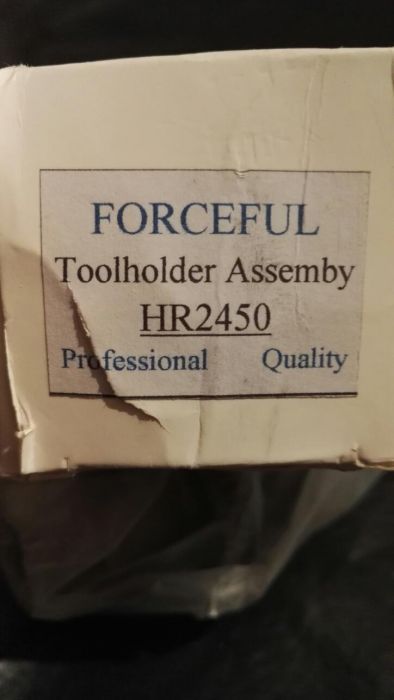 FORCEFUL
Toolholder Assemby
HR2450
Professional Quality